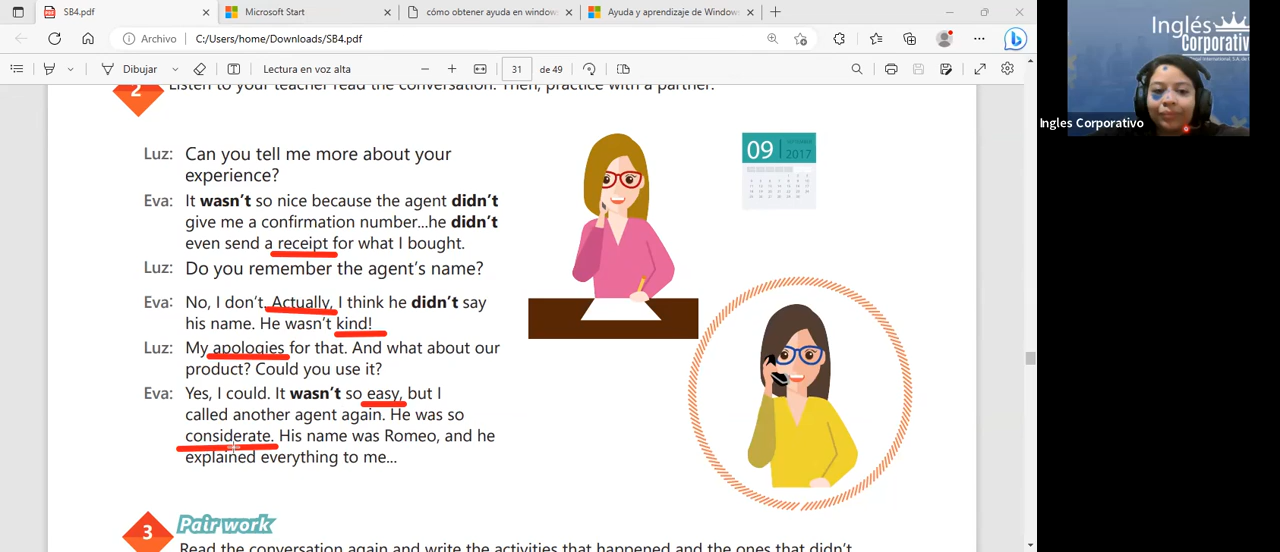 SB4.pdf
Microsoft Start
cómo obtener ayuda en window
Ayuda y aprendizaje de Window
Archivo
C:/Users/home/Downloads/SB4.pdf
Dibujar
Lectura en voz alta
31
de 49
2
Listen to your teacher read the conversation. Then, practice with a partner.
Luz: Can you tell me more about your
experience?
Eva: It wasn't so nice because the agent didn't
give me a confirmation number...he didn't
even send a receipt for what I bought.
Luz: Do you remember the agent's name?
Eva: No, I don't. Actually, I think he didn't say
his name. He wasn't kind!
Luz: My apologies for that. And what about our
product? Could you use it?
Eva: Yes, I could. It wasn't so easy, but I
called another agent again. He was so
considerate. His name was Romeo, and he
explained everything to me...
09
2017
3
Pair work
Read the conversation again and write the activities that happened and the ones that didn't
Inglés
Corporativo
Ingles Corporativo